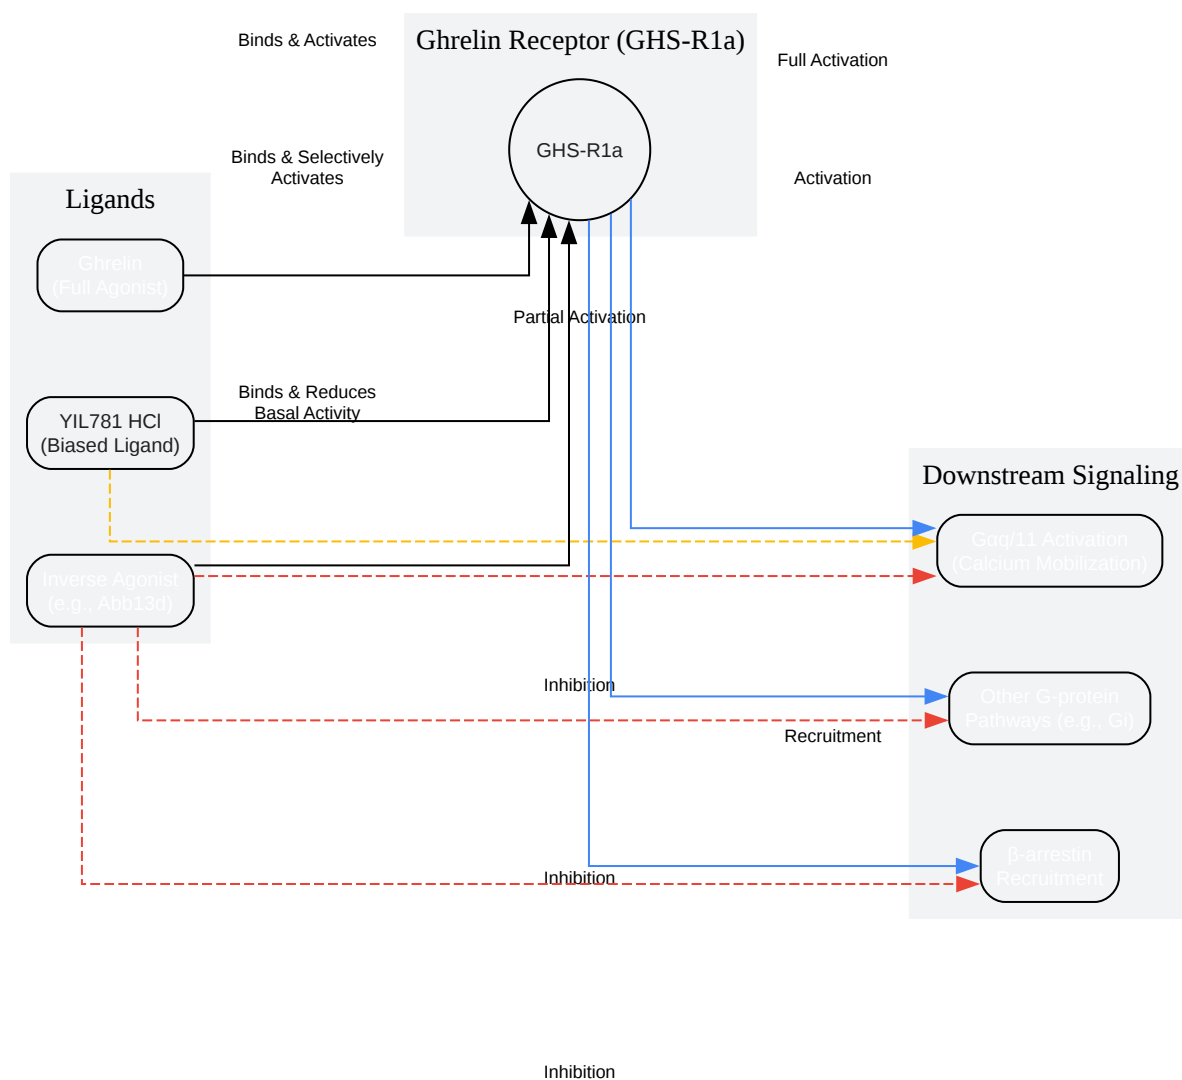 Binds & Activates
Ghrelin Receptor (GHS-R1a)
Full Activation
GHS-R1a
Binds & Selectively
Activates
Activation
Ligands
Ghrelin
(Full Agonist)
Partial Activation
Binds & Reduces
Basal Activity
YIL781 HCl
(Biased Ligand)
Downstream Signaling
Gαq/11 Activation
(Calcium Mobilization)
Inverse Agonist
(e.g., Abb13d)
Inhibition
Other G-protein
Pathways (e.g., Gi)
Recruitment
β-arrestin
Recruitment
Inhibition
Inhibition